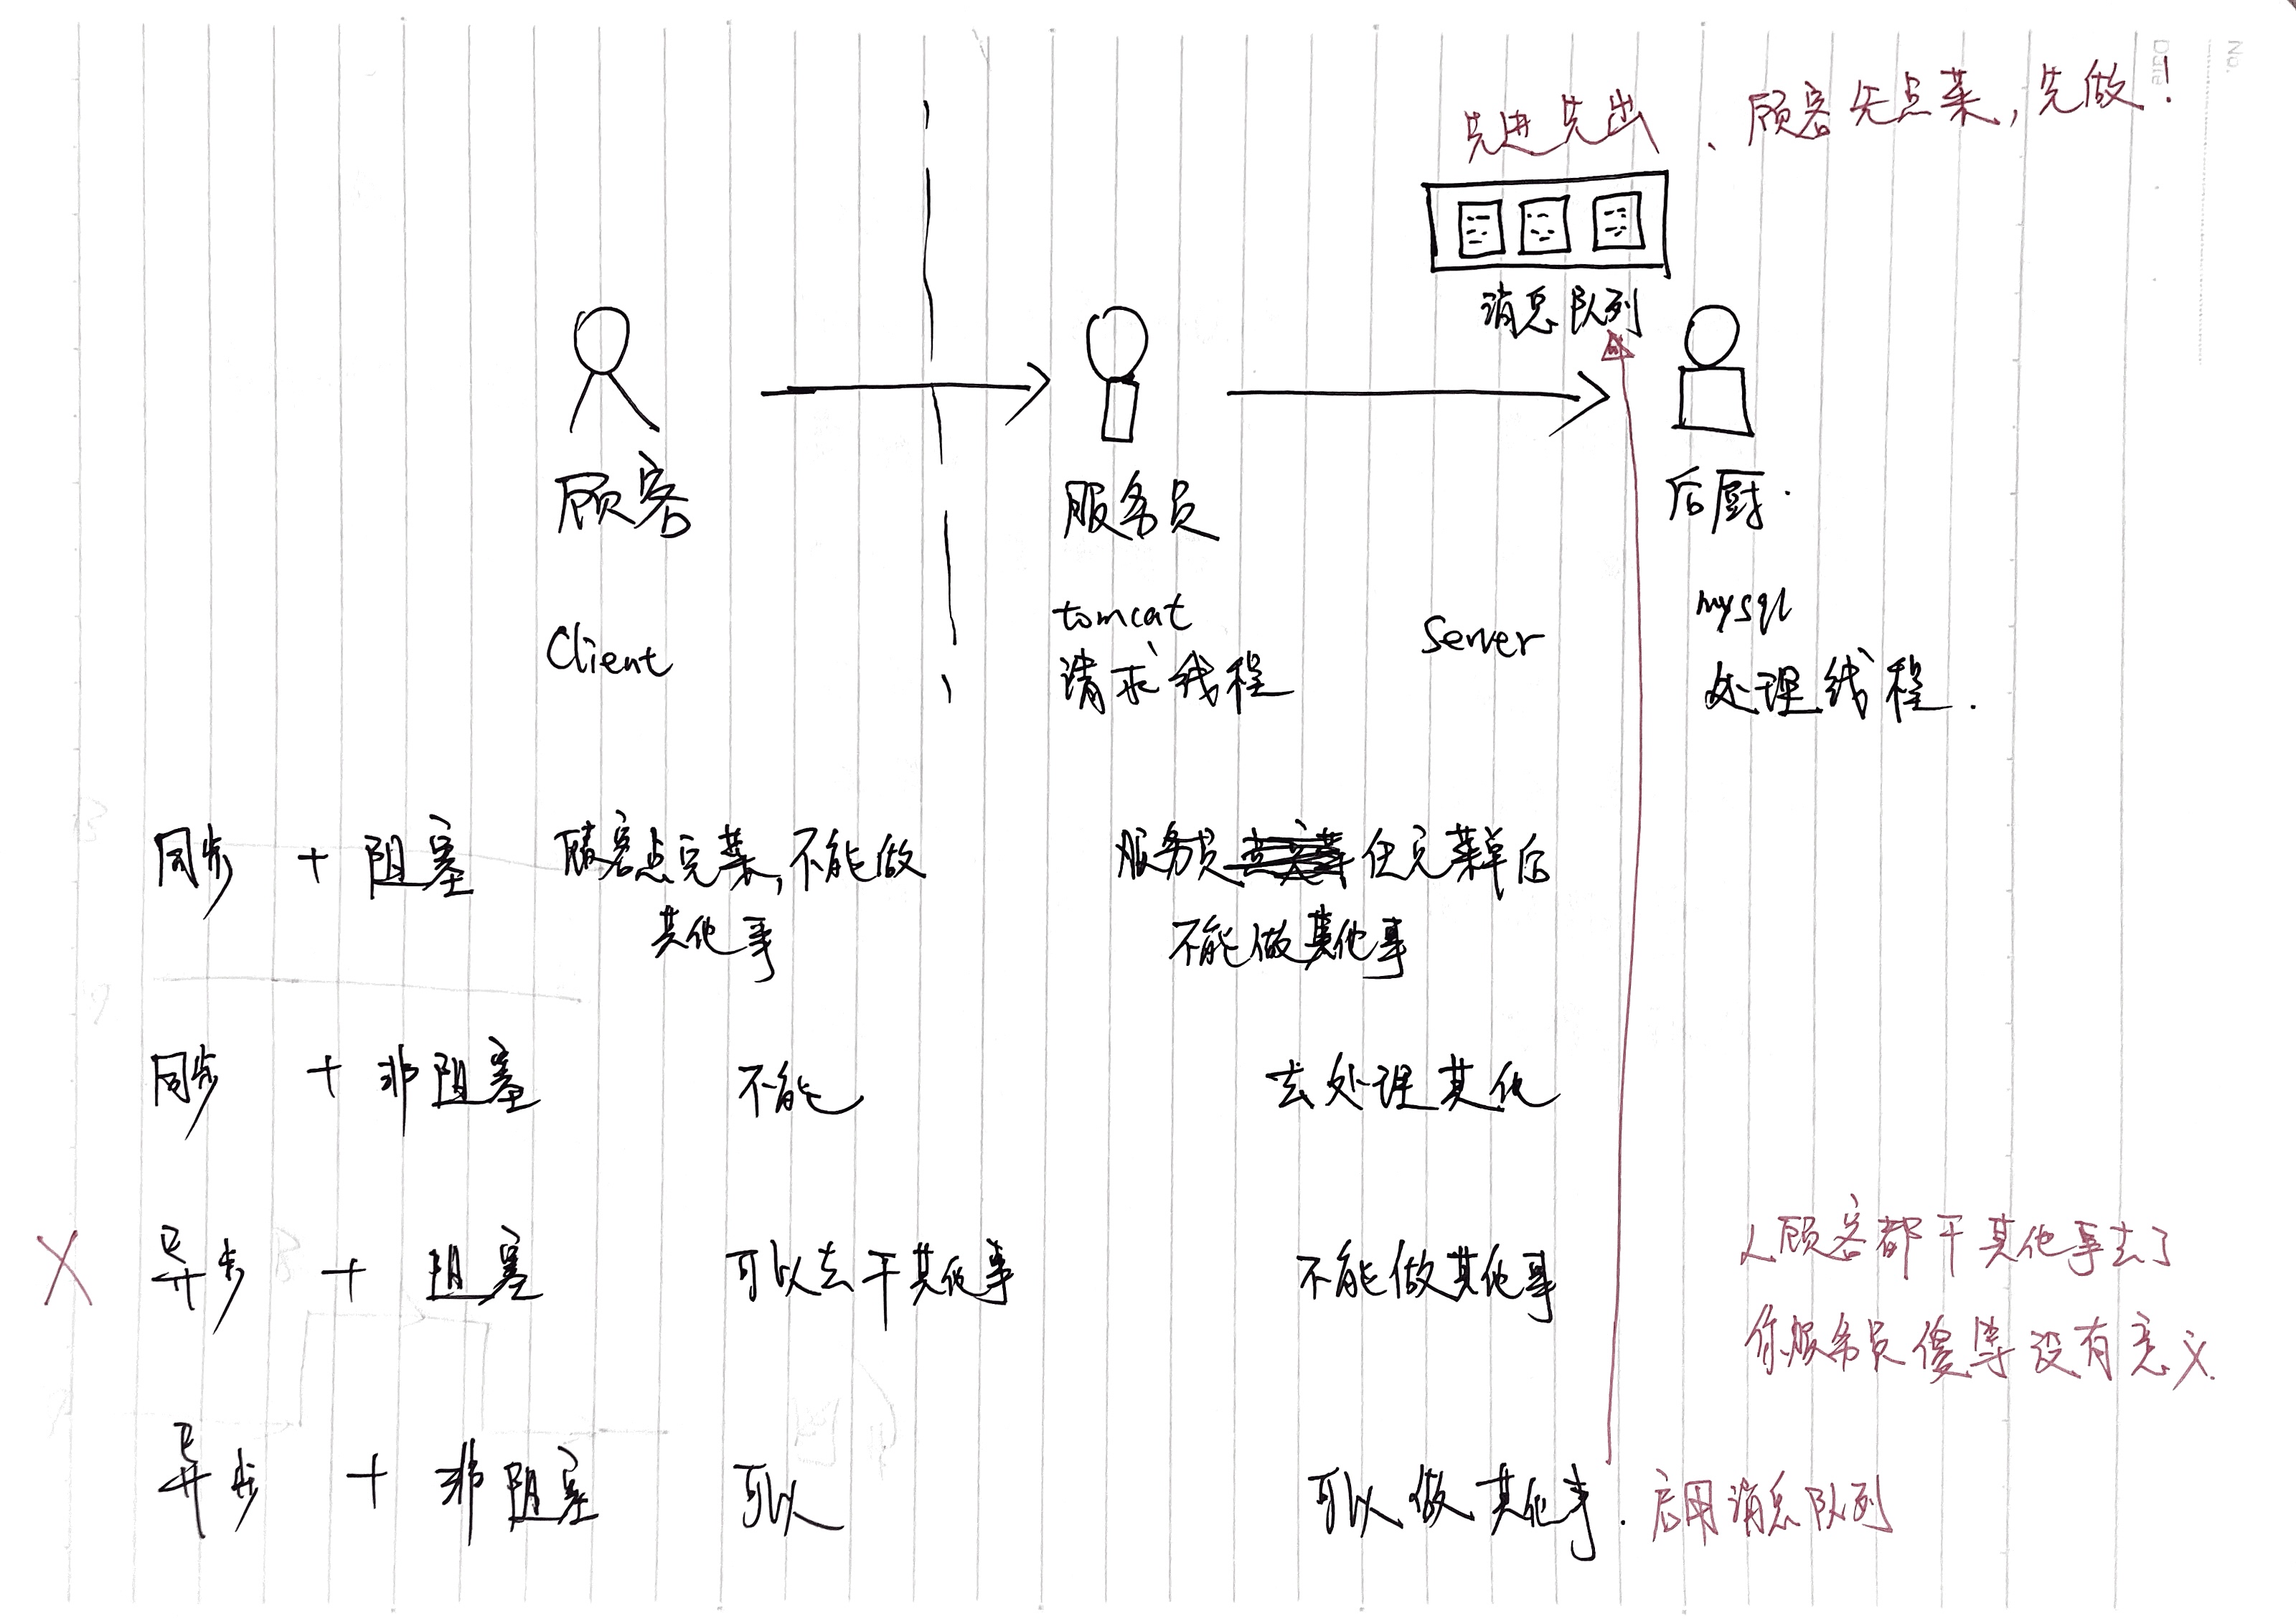 No.
Date
先进先出、顾客先点菜,先做!
消息队列
顾客
服务员
后厨.
Client
tomcat
请求线程
Server
mysql
处理线程.
同步 + 阻塞 顾客点完菜,不能做其他事 服务员 任完菜单后不能做其他事
同步 + 非阻塞 不能 去处理其他
X 异步 + 阻塞 可以去干其他事 不能做其他事
人顾客都干其他事去了
你服务员傻等没有意义.
异步 + 非阻塞 可以 可以做其他事. 启用消息队列